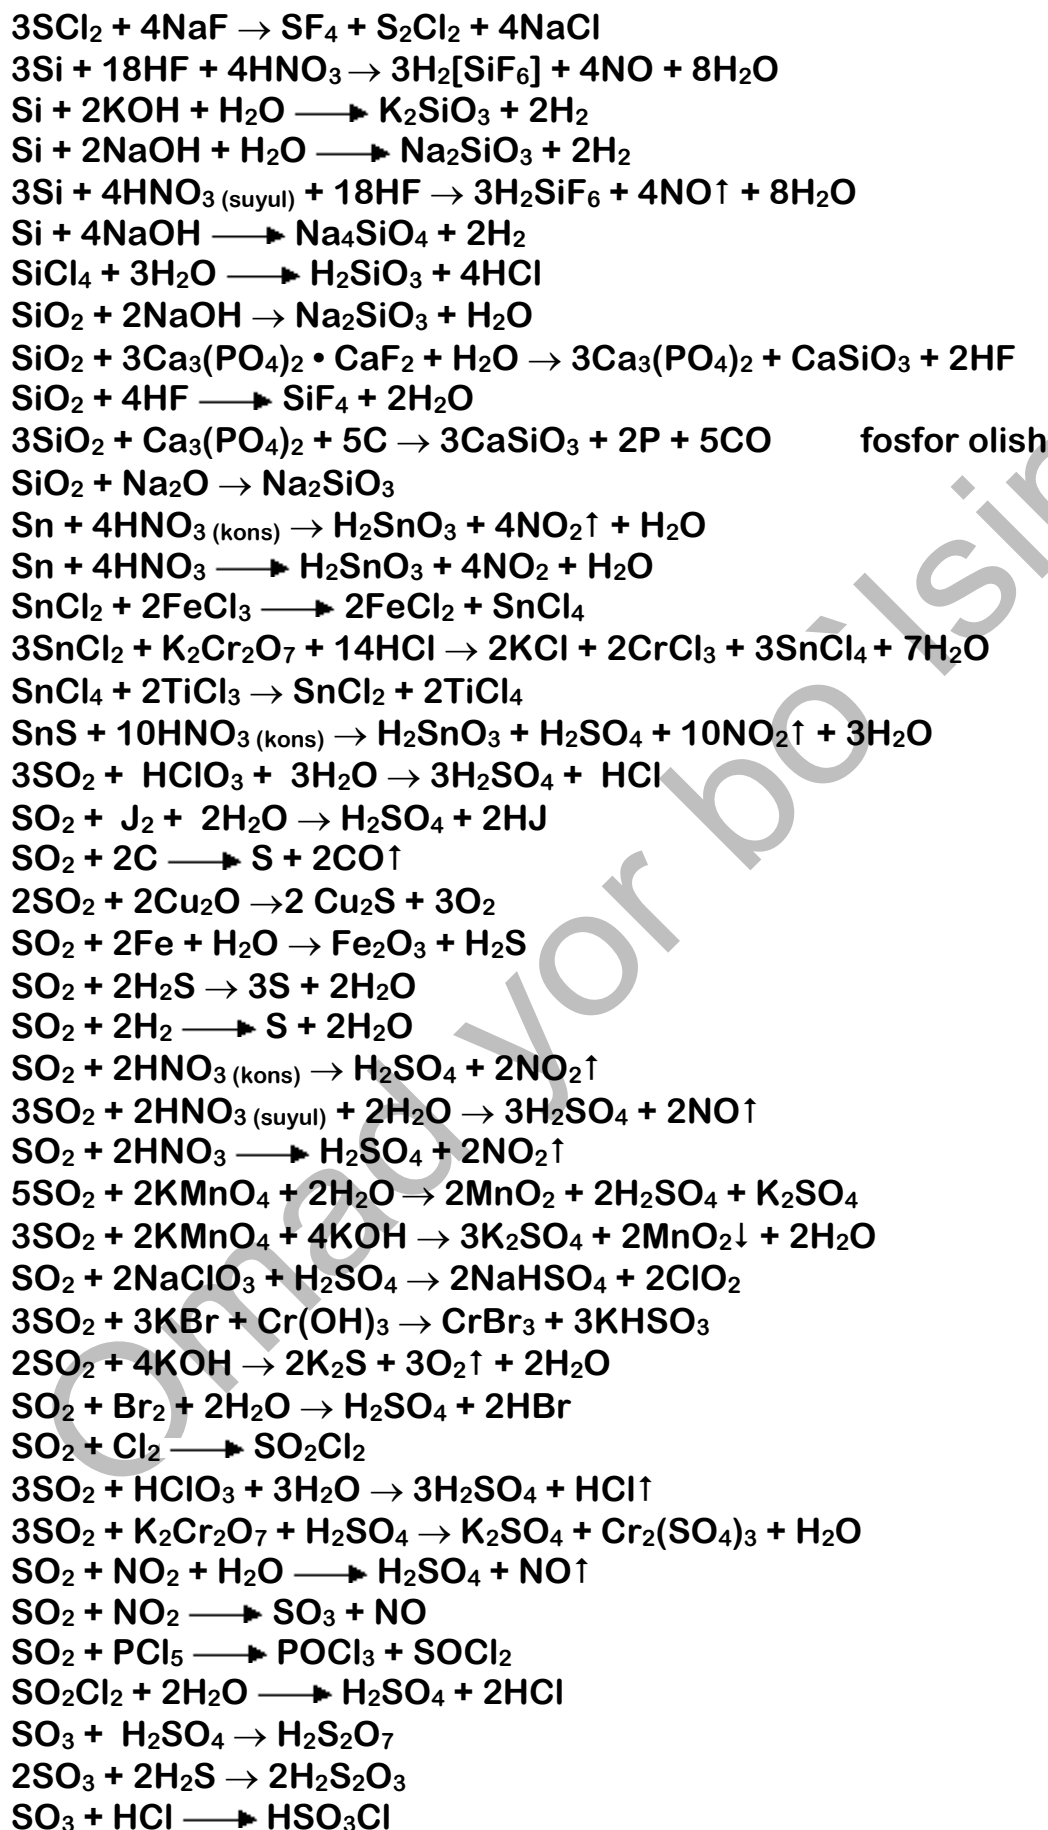 3SCl₂ + 4NaF → SF₄ + S₂Cl₂ + 4NaCl
3Si + 18HF + 4HNO₃ → 3H₂[SiF₆] + 4NO + 8H₂O
Si + 2KOH + H₂O ⟶ K₂SiO₃ + 2H₂
Si + 2NaOH + H₂O ⟶ Na₂SiO₃ + 2H₂
3Si + 4HNO₃ (suyul) + 18HF → 3H₂SiF₆ + 4NO↑ + 8H₂O
Si + 4NaOH ⟶ Na₄SiO₄ + 2H₂
SiCl₄ + 3H₂O ⟶ H₂SiO₃ + 4HCl
SiO₂ + 2NaOH → Na₂SiO₃ + H₂O
SiO₂ + 3Ca₃(PO₄)₂ • CaF₂ + H₂O → 3Ca₃(PO₄)₂ + CaSiO₃ + 2HF
SiO₂ + 4HF ⟶ SiF₄ + 2H₂O
3SiO₂ + Ca₃(PO₄)₂ + 5C → 3CaSiO₃ + 2P + 5CO fosfor olish
SiO₂ + Na₂O → Na₂SiO₃
Sn + 4HNO₃ (kons) → H₂SnO₃ + 4NO₂↑ + H₂O
Sn + 4HNO₃ ⟶ H₂SnO₃ + 4NO₂ + H₂O
SnCl₂ + 2FeCl₃ ⟶ 2FeCl₂ + SnCl₄
3SnCl₂ + K₂Cr₂O₇ + 14HCl → 2KCl + 2CrCl₃ + 3SnCl₄ + 7H₂O
SnCl₄ + 2TiCl₃ → SnCl₂ + 2TiCl₄
SnS + 10HNO₃ (kons) → H₂SnO₃ + H₂SO₄ + 10NO₂↑ + 3H₂O
3SO₂ + HClO₃ + 3H₂O → 3H₂SO₄ + HCl
SO₂ + J₂ + 2H₂O → H₂SO₄ + 2HJ
SO₂ + 2C ⟶ S + 2CO↑
2SO₂ + 2Cu₂O →2 Cu₂S + 3O₂
SO₂ + 2Fe + H₂O → Fe₂O₃ + H₂S
SO₂ + 2H₂S → 3S + 2H₂O
SO₂ + 2H₂ ⟶ S + 2H₂O
SO₂ + 2HNO₃ (kons) → H₂SO₄ + 2NO₂↑
3SO₂ + 2HNO₃ (suyul) + 2H₂O → 3H₂SO₄ + 2NO↑
SO₂ + 2HNO₃ ⟶ H₂SO₄ + 2NO₂↑
5SO₂ + 2KMnO₄ + 2H₂O → 2MnO₂ + 2H₂SO₄ + K₂SO₄
3SO₂ + 2KMnO₄ + 4KOH → 3K₂SO₄ + 2MnO₂↓ + 2H₂O
SO₂ + 2NaClO₃ + H₂SO₄ → 2NaHSO₄ + 2ClO₂
3SO₂ + 3KBr + Cr(OH)₃ → CrBr₃ + 3KHSO₃
2SO₂ + 4KOH → 2K₂S + 3O₂↑ + 2H₂O
SO₂ + Br₂ + 2H₂O → H₂SO₄ + 2HBr
SO₂ + Cl₂ ⟶ SO₂Cl₂
3SO₂ + HClO₃ + 3H₂O → 3H₂SO₄ + HCl↑
3SO₂ + K₂Cr₂O₇ + H₂SO₄ → K₂SO₄ + Cr₂(SO₄)₃ + H₂O
SO₂ + NO₂ + H₂O ⟶ H₂SO₄ + NO↑
SO₂ + NO₂ ⟶ SO₃ + NO
SO₂ + PCl₅ ⟶ POCl₃ + SOCl₂
SO₂Cl₂ + 2H₂O ⟶ H₂SO₄ + 2HCl
SO₃ + H₂SO₄ → H₂S₂O₇
2SO₃ + 2H₂S → 2H₂S₂O₃
SO₃ + HCl ⟶ HSO₃Cl
Omad yor bo`lsin